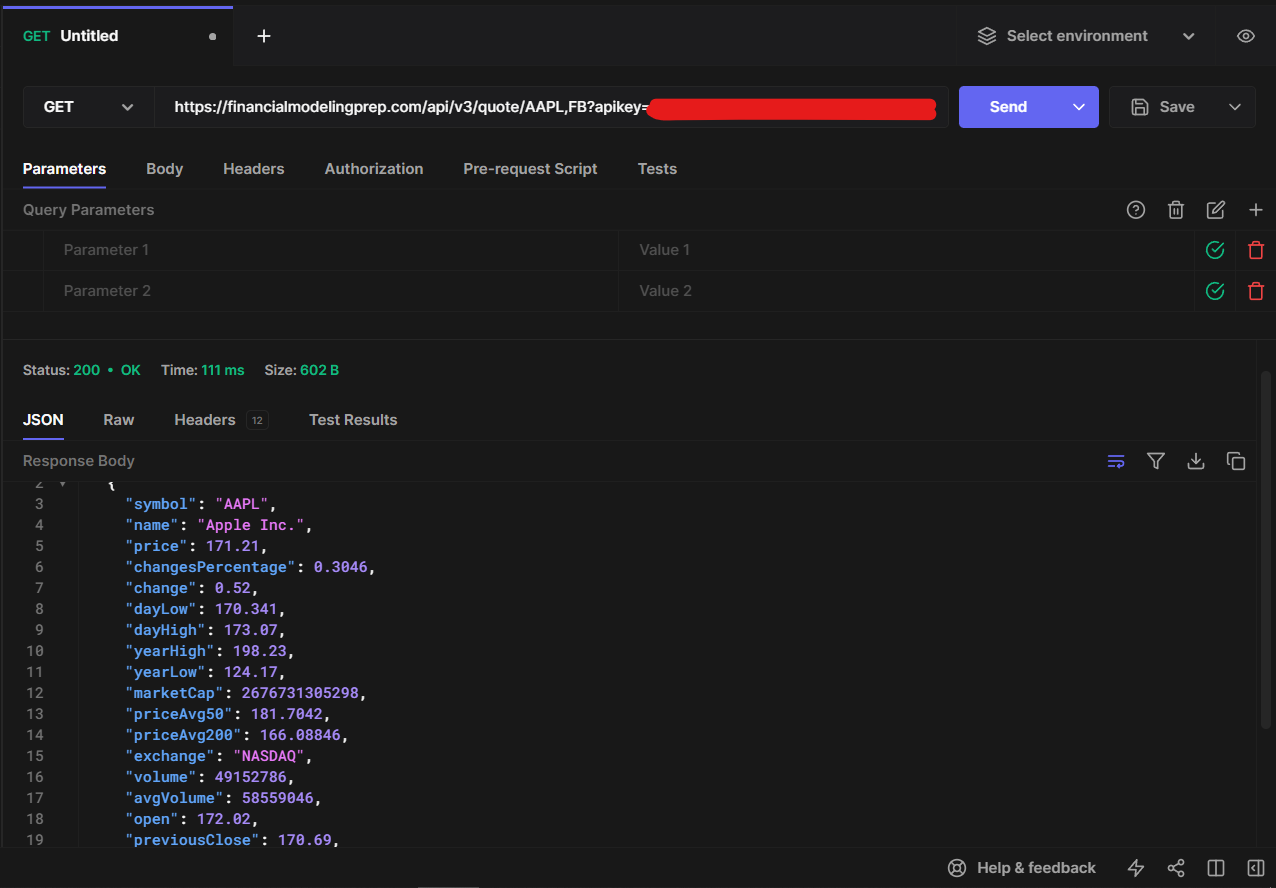 GET Untitled
Select environment
GET
https://financialmodelingprep.com/api/v3/quote/AAPL,FB?apikey=
Send
Save
Parameters Body Headers Authorization Pre-request Script Tests
Query Parameters
Parameter 1 Value 1
Parameter 2 Value 2
Status: 200 • OK Time: 111 ms Size: 602 B
JSON Raw Headers 12 Test Results
Response Body
2 {
3 "symbol": "AAPL",
4 "name": "Apple Inc.",
5 "price": 171.21,
6 "changesPercentage": 0.3046,
7 "change": 0.52,
8 "dayLow": 170.341,
9 "dayHigh": 173.07,
10 "yearHigh": 198.23,
11 "yearLow": 124.17,
12 "marketCap": 2676731305298,
13 "priceAvg50": 181.7042,
14 "priceAvg200": 166.08846,
15 "exchange": "NASDAQ",
16 "volume": 49152786,
17 "avgVolume": 58559046,
18 "open": 172.02,
19 "previousClose": 170.69,
Help & feedback